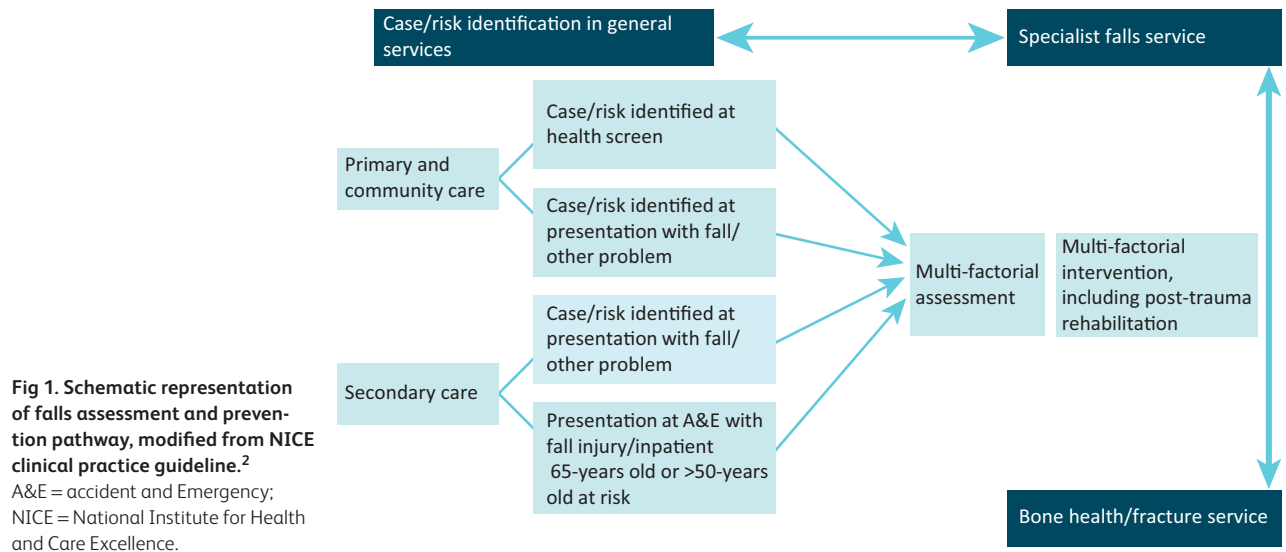 Case/risk identification in general
services
Specialist falls service
Primary and
community care
Case/risk identified at
health screen
Case/risk identified at
presentation with fall/
other problem
Secondary care
Case/risk identified at
presentation with fall/
other problem
Presentation at A&E with
fall injury/inpatient
65-years old or >50-years
old at risk
Multi-factorial
assessment
Multi-factorial
intervention,
including post-trauma
rehabilitation
Bone health/fracture service
Fig 1. Schematic representation
of falls assessment and preven-
tion pathway, modified from NICE
clinical practice guideline.2
A&E = accident and Emergency;
NICE = National Institute for Health
and Care Excellence.